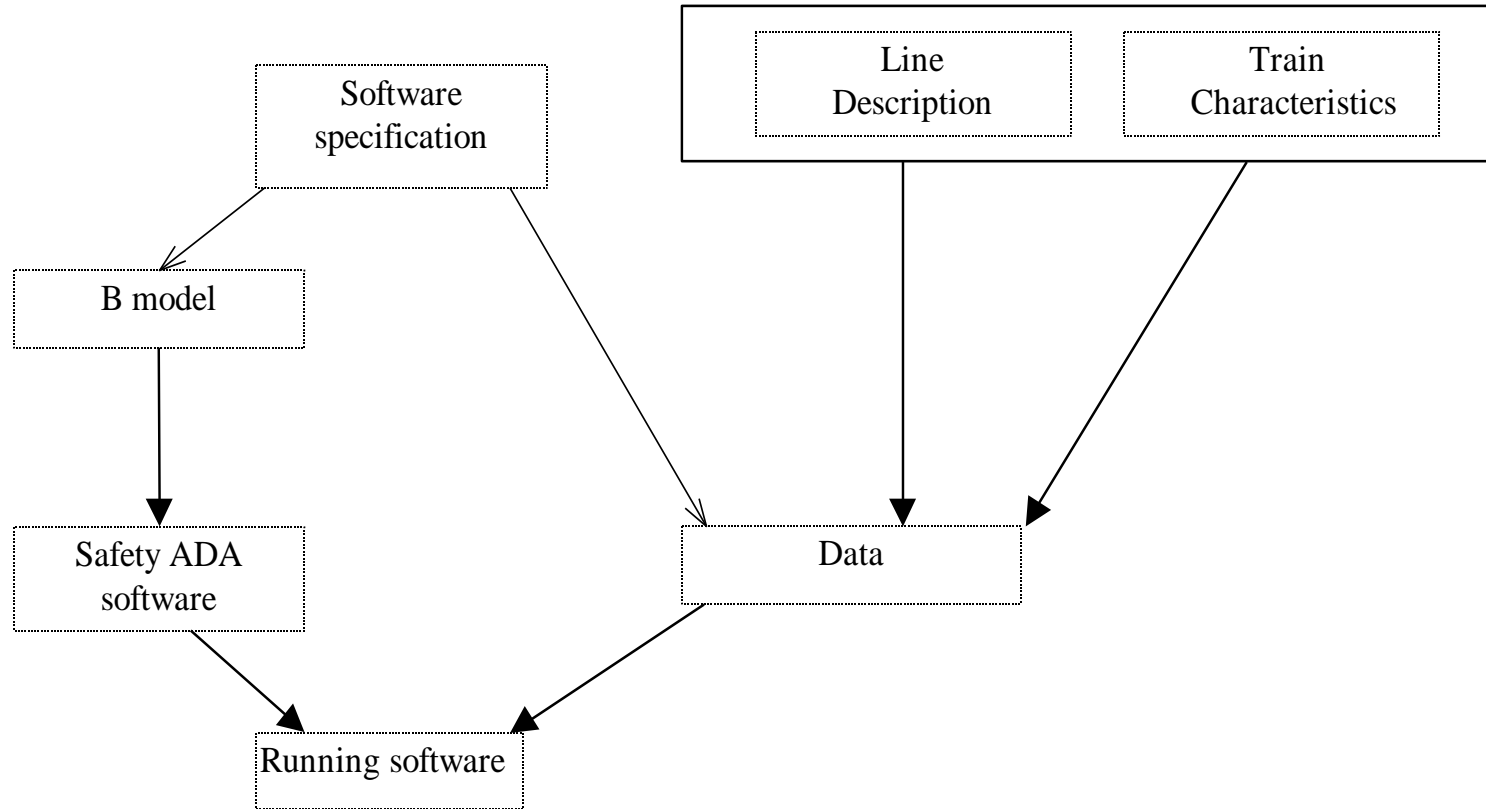 Software
specification
Line
Description
Train
Characteristics
B model
Safety ADA
software
Data
Running software